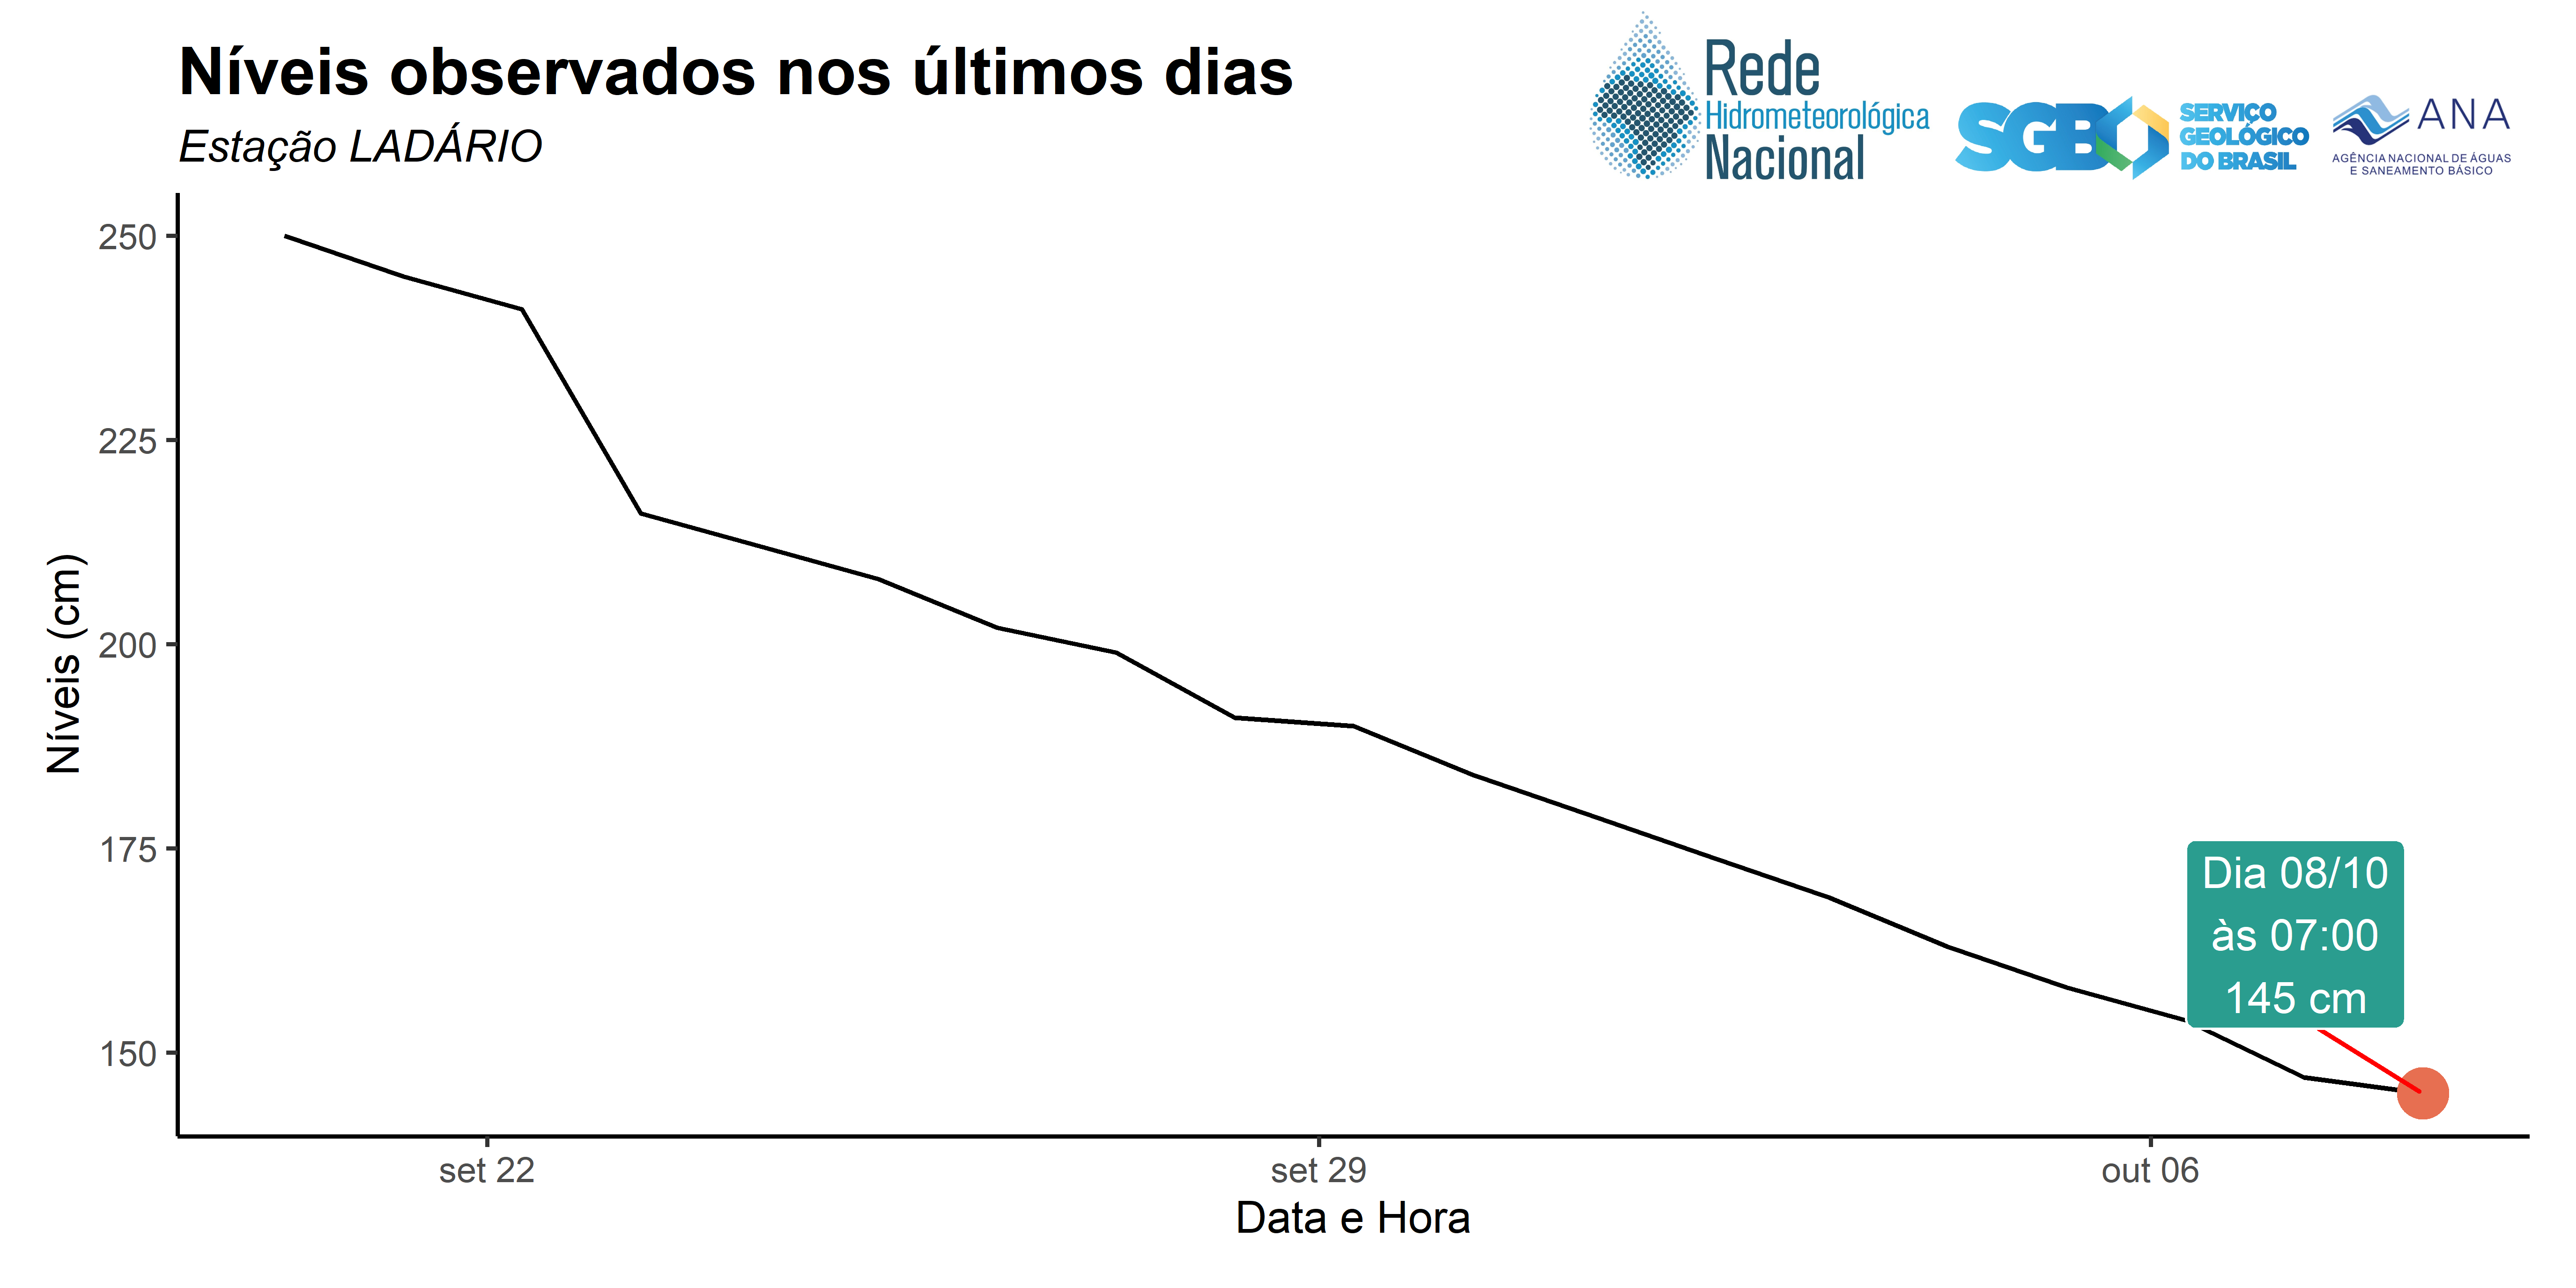 Níveis observados nos últimos dias
Estação LADÁRIO
Rede
Hidrometeorológica
Nacional
SGB
SERVIÇO
GEOLÓGICO
DO BRASIL
ANA
AGÊNCIA NACIONAL DE ÁGUAS
E SANEAMENTO BÁSICO
Níveis (cm)
250
225
200
175
150
Dia 08/10
às 07:00
145 cm
set 22
set 29
out 06
Data e Hora